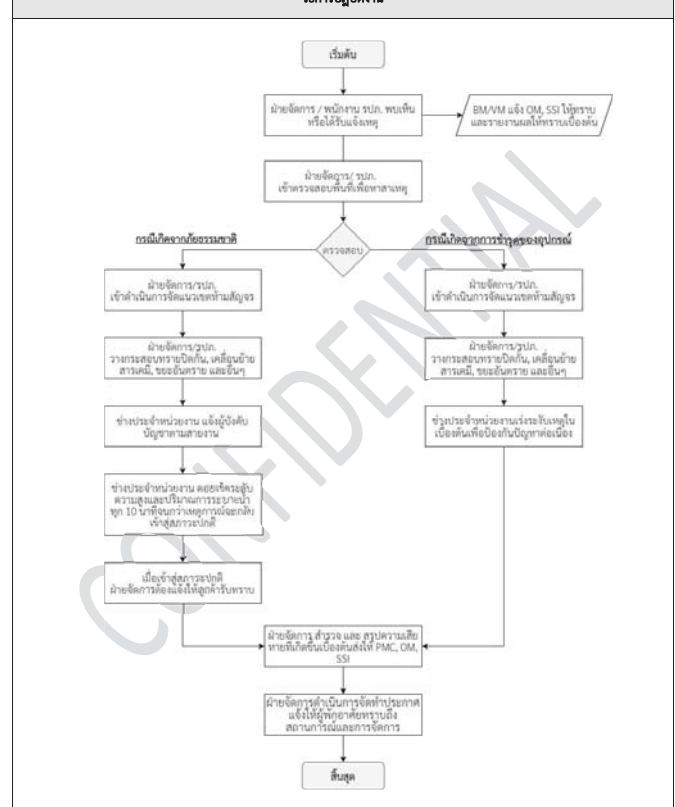 เริ่มต้น
ฝ่ายจัดการ / พนักงาน รปภ. พบเห็น
หรือได้รับแจ้งเหตุ
BM/VM แจ้ง OM, SSI ให้ทราบ
และรายงานผลให้ทราบเบื้องต้น
ฝ่ายจัดการ/ รปภ.
เข้าตรวจสอบพื้นที่เพื่อหาสาเหตุ
ตรวจสอบ
กรณีเกิดจากภัยธรรมชาติ
กรณีเกิดจากการชำรุดของอุปกรณ์
ฝ่ายจัดการ/รปภ.
เข้าดำเนินการจัดแนวเขตห้ามสัญจร
ฝ่ายจัดการ/รปภ.
เข้าดำเนินการจัดแนวเขตห้ามสัญจร
ฝ่ายจัดการ/รปภ.
วางกระสอบทรายปิดกั้น, เคลื่อนย้าย
สารเคมี, ขยะอันตราย และอื่นๆ
ฝ่ายจัดการ/รปภ.
วางกระสอบทรายปิดกั้น, เคลื่อนย้าย
สารเคมี, ขยะอันตราย และอื่นๆ
ช่างประจำหน่วยงาน แจ้งผู้บังคับ
บัญชาตามสายงาน
ช่างประจำหน่วยงานเร่งระงับเหตุใน
เบื้องต้นเพื่อป้องกันปัญหาต่อเนื่อง
ช่างประจำหน่วยงาน คอยเช็คระดับ
ความสูงและปริมาณการระบายน้ำ
ทุก 10 นาทีจนกว่าเหตุการณ์จะกลับ
เข้าสู่สภาวะปกติ
เมื่อเข้าสู่สภาวะปกติ
ฝ่ายจัดการต้องแจ้งให้ลูกค้ารับทราบ
ฝ่ายจัดการ สำรวจ และ สรุปความเสีย
หายที่เกิดขึ้นเบื้องต้นส่งให้ PMC, OM,
SSI
ฝ่ายจัดการดำเนินการจัดทำประกาศ
แจ้งให้ผู้พักอาศัยทราบถึง
สถานการณ์และการจัดการ
สิ้นสุด
CONFIDENTIAL